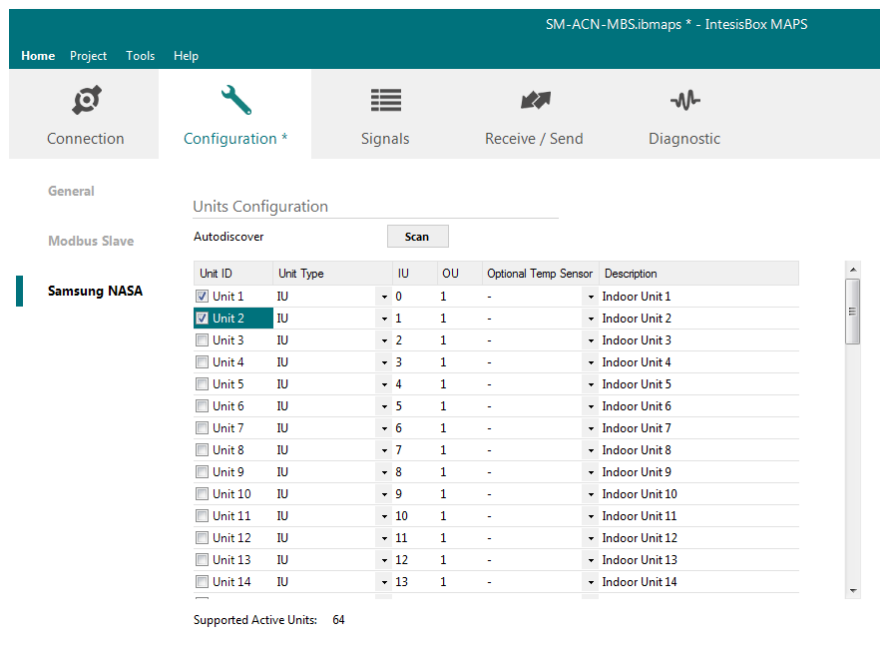 SM-ACN-MBS.ibmaps * - IntesisBox MAPS
Home Project Tools Help
Connection Configuration * Signals Receive / Send Diagnostic
General
Units Configuration
Modbus Slave
Autodiscover Scan
Samsung NASA
Unit ID Unit Type IU OU Optional Temp Sensor Description
Unit 1 IU 0 1 - Indoor Unit 1
Unit 2 IU 1 1 - Indoor Unit 2
Unit 3 IU 2 1 - Indoor Unit 3
Unit 4 IU 3 1 - Indoor Unit 4
Unit 5 IU 4 1 - Indoor Unit 5
Unit 6 IU 5 1 - Indoor Unit 6
Unit 7 IU 6 1 - Indoor Unit 7
Unit 8 IU 7 1 - Indoor Unit 8
Unit 9 IU 8 1 - Indoor Unit 9
Unit 10 IU 9 1 - Indoor Unit 10
Unit 11 IU 10 1 - Indoor Unit 11
Unit 12 IU 11 1 - Indoor Unit 12
Unit 13 IU 12 1 - Indoor Unit 13
Unit 14 IU 13 1 - Indoor Unit 14
Supported Active Units: 64